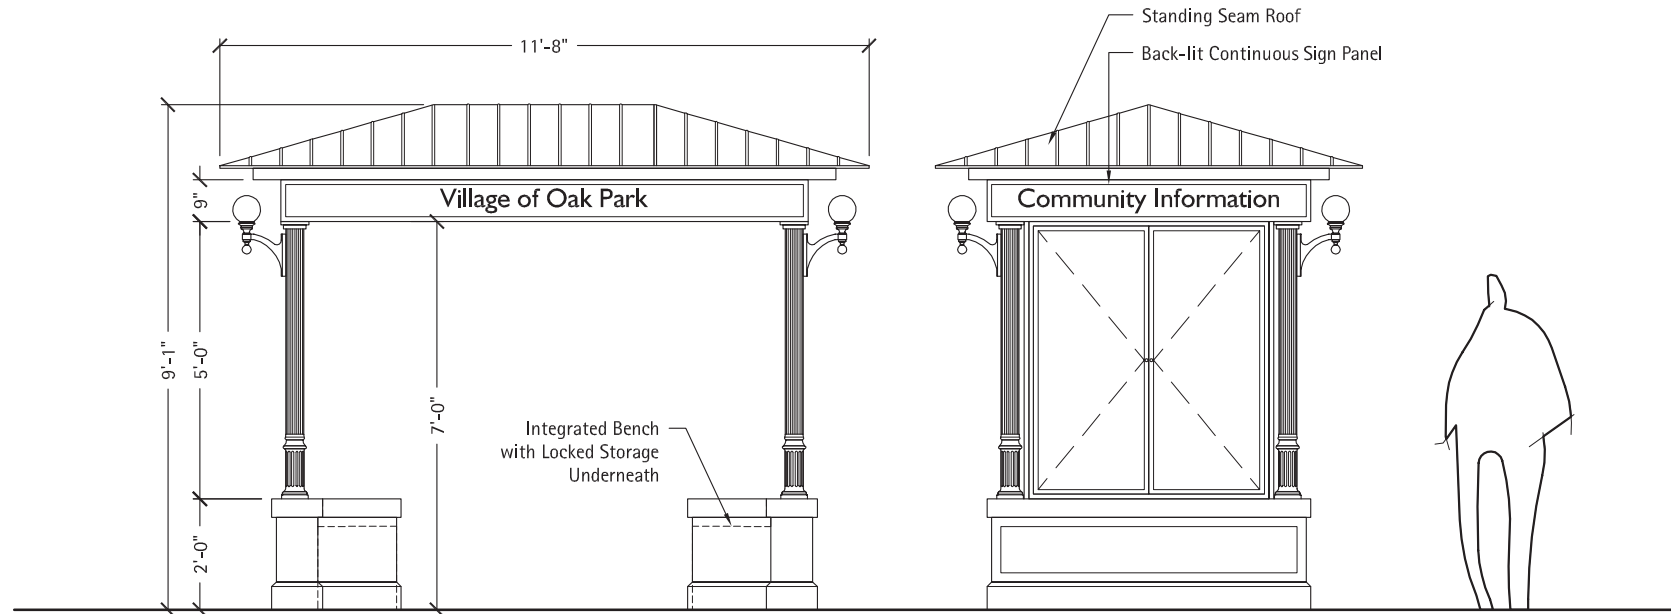 Standing Seam Roof
11'-8"
Back-lit Continuous Sign Panel
9"
Village of Oak Park
Community Information
9'-1"
5'-0"
7'-0"
Integrated Bench
with Locked Storage
Underneath
2'-0"